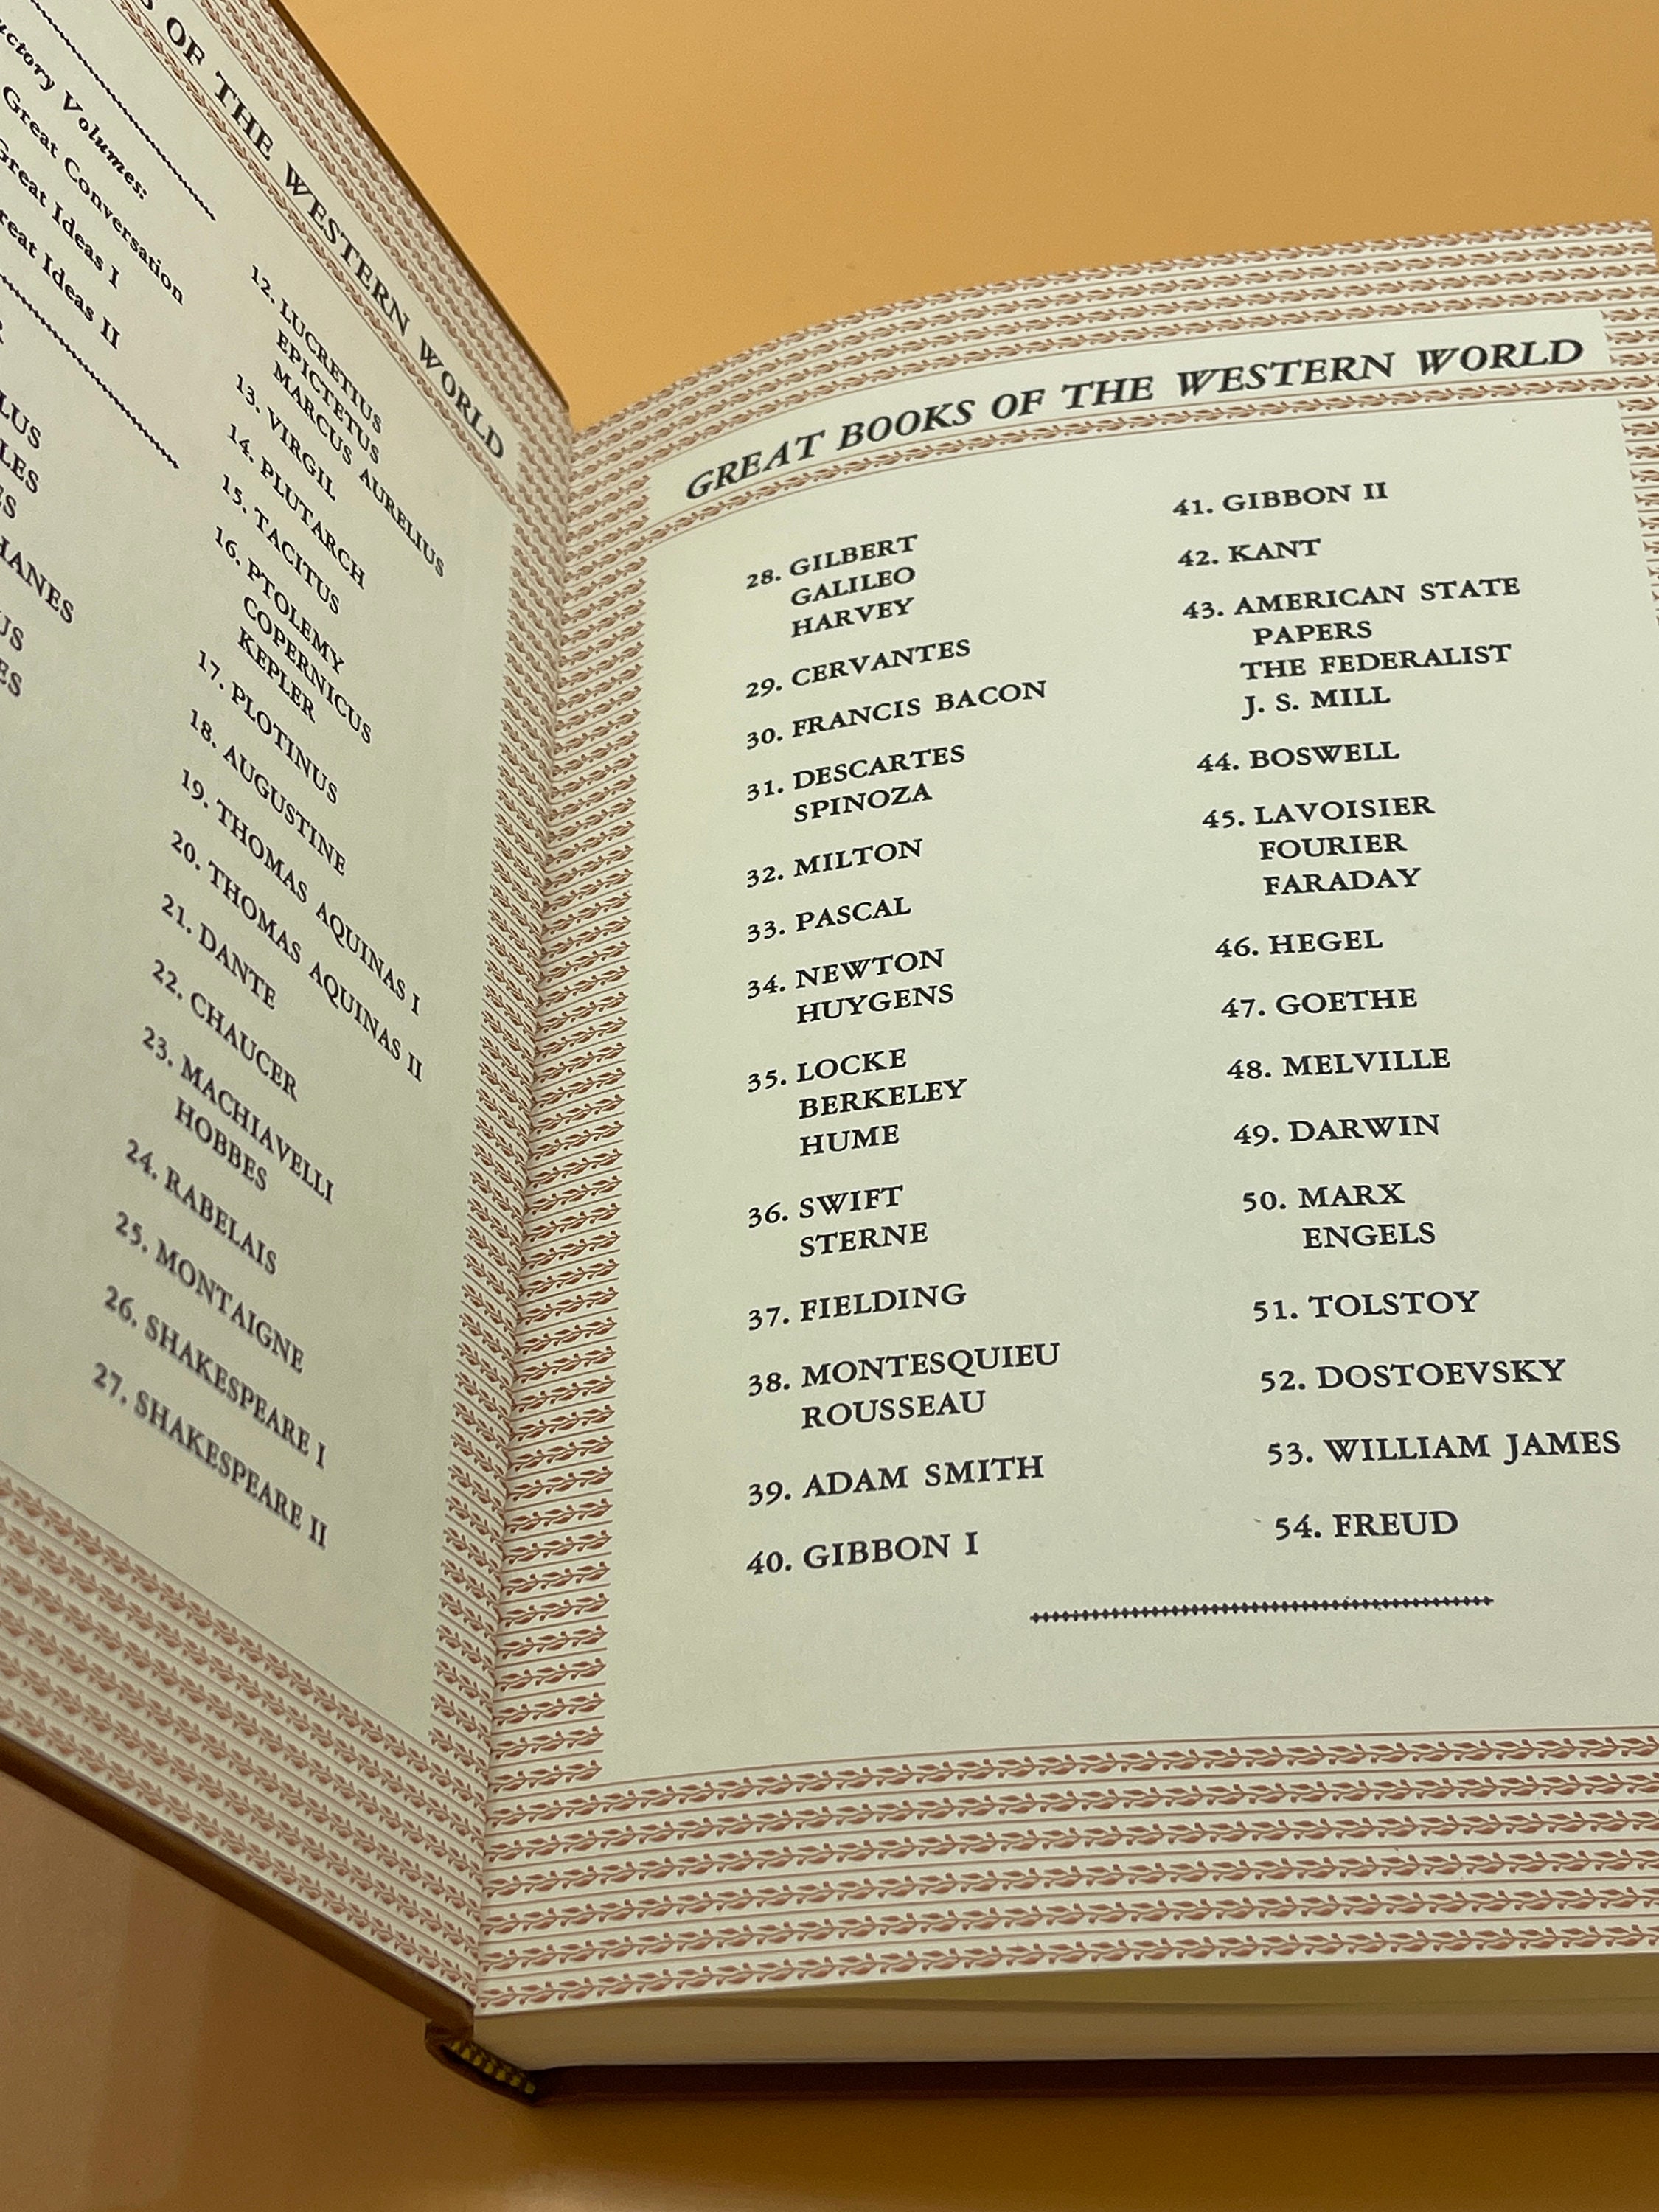 OF THE WESTERN WORLD
Volumes:
Great Conversation
Great Ideas I
Ideas II
12. LUCRETIUS
EPICTETUS
MARCUS AURELIUS
13. VIRGIL
14. PLUTARCH
15. TACITUS
16. PTOLEMY
COPERNICUS
KEPLER
17. PLOTINUS
18. AUGUSTINE
19. THOMAS AQUINAS I
20. THOMAS AQUINAS II
21. DANTE
22. CHAUCER
23. MACHIAVELLI
HOBBES
24. RABELAIS
25. MONTAIGNE
26. SHAKESPEARE I
27. SHAKESPEARE II
GREAT BOOKS OF THE WESTERN WORLD
28. GILBERT
GALILEO
HARVEY
29. CERVANTES
30. FRANCIS BACON
31. DESCARTES
SPINOZA
32. MILTON
33. PASCAL
34. NEWTON
HUYGENS
35. LOCKE
BERKELEY
HUME
36. SWIFT
STERNE
37. FIELDING
38. MONTESQUIEU
ROUSSEAU
39. ADAM SMITH
40. GIBBON I
41. GIBBON II
42. KANT
43. AMERICAN STATE
PAPERS
THE FEDERALIST
J. S. MILL
44. BOSWELL
45. LAVOISIER
FOURIER
FARADAY
46. HEGEL
47. GOETHE
48. MELVILLE
49. DARWIN
50. MARX
ENGELS
51. TOLSTOY
52. DOSTOEVSKY
53. WILLIAM JAMES
54. FREUD